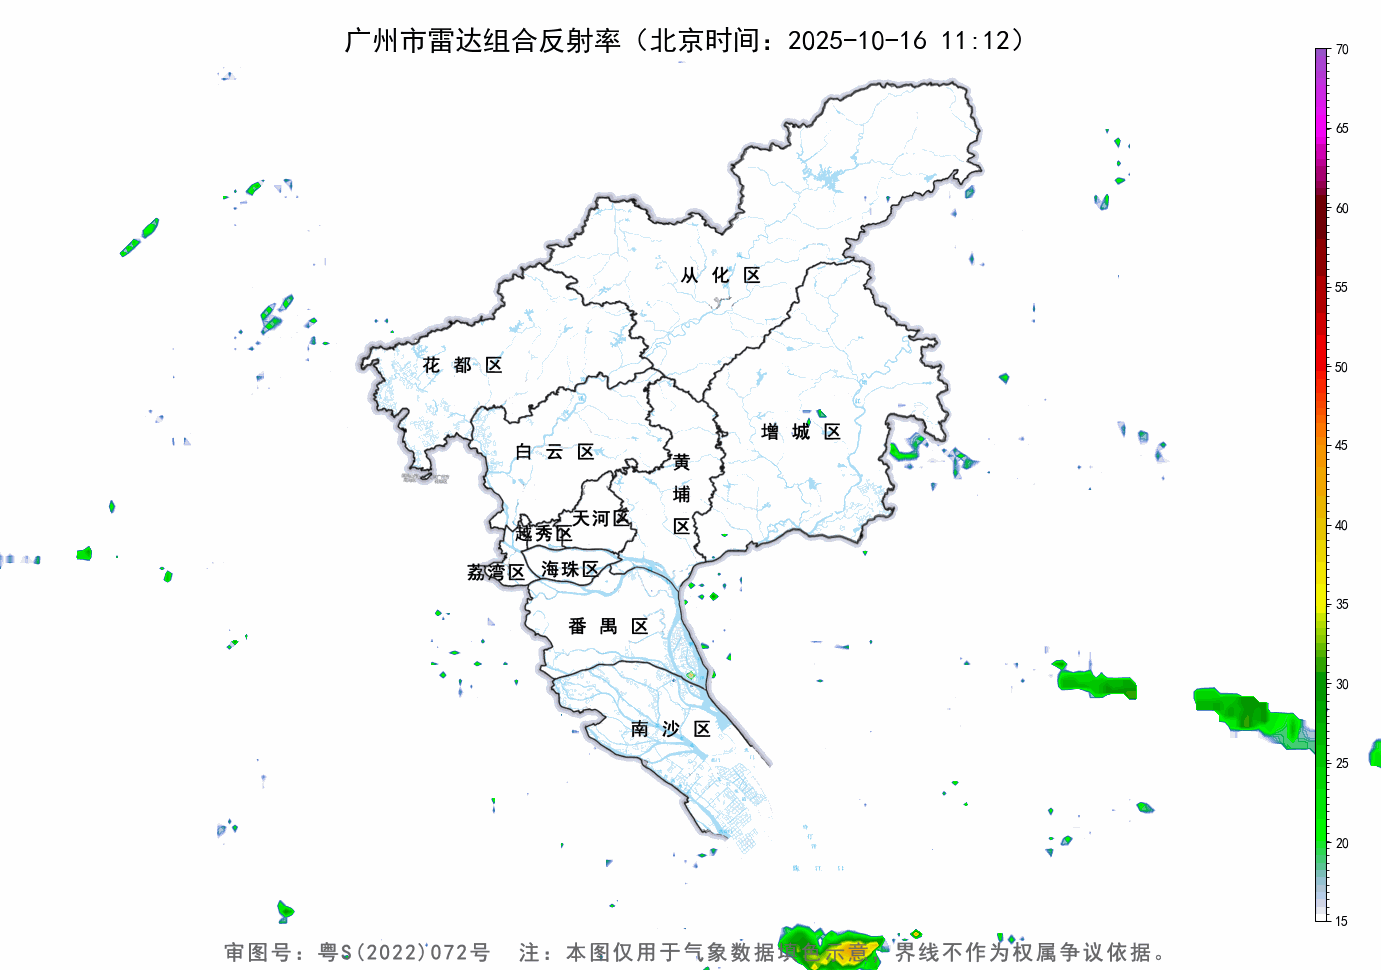 广州市雷达组合反射率（北京时间：2025-10-16 11:12）
70
65
60
55
50
45
40
35
30
25
20
15
从化区
花都区
增城区
白云区
黄埔区
天河区
越秀区
海珠区
荔湾区
番禺区
南沙区
审图号：粤S(2022)072号 注：本图仅用于气象数据填色示意，界线不作为权属争议依据。